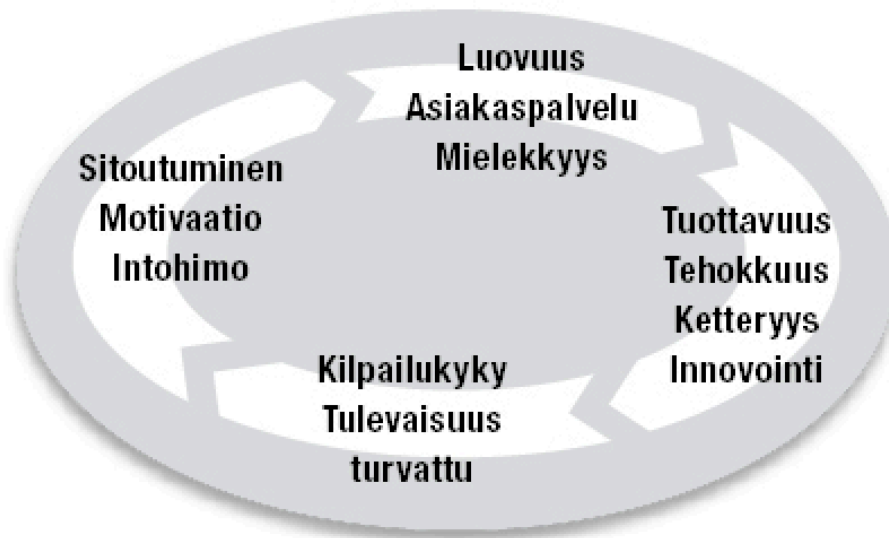 Luovuus
Asiakaspalvelu
Mielekkyys
Sitoutuminen
Motivaatio
Intohimo
Tuottavuus
Tehokkuus
Ketteryys
Innovointi
Kilpailukyky
Tulevaisuus
turvattu